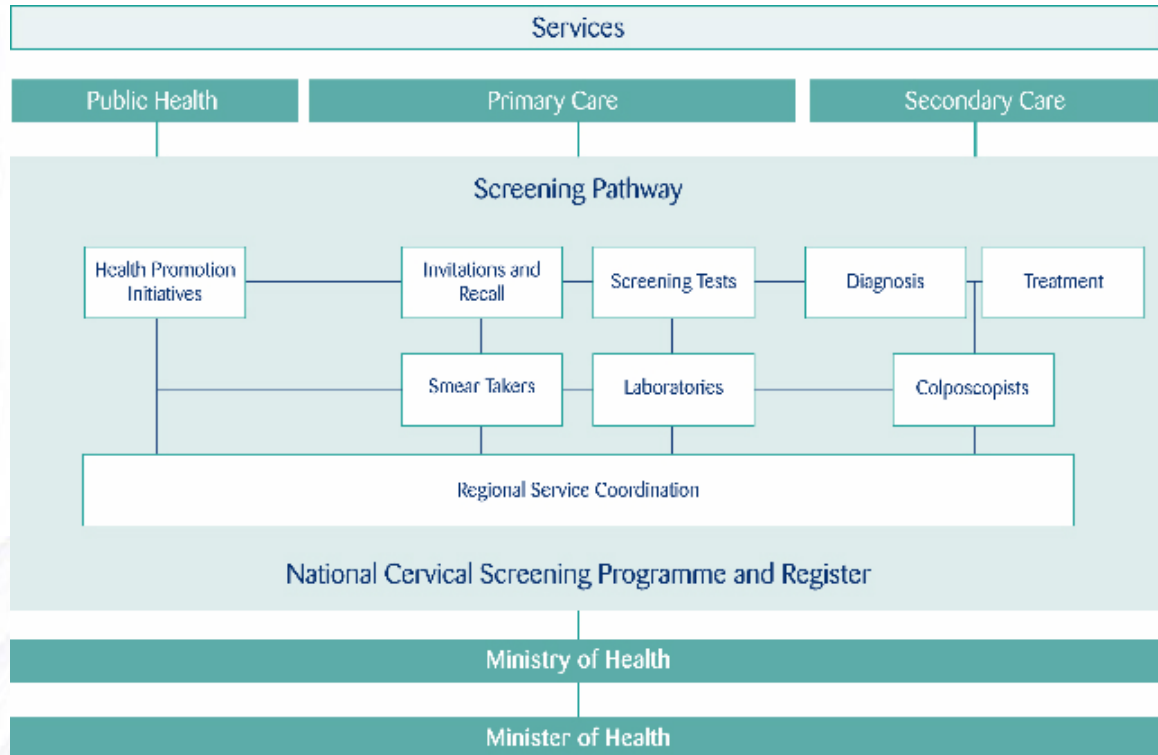 Services
Public Health
Primary Care
Secondary Care
Screening Pathway
Health Promotion
Initiatives
Invitations and
Recall
Screening Tests
Diagnosis
Treatment
Smear Takers
Laboratories
Colposcopists
Regional Service Coordination
National Cervical Screening Programme and Register
Ministry of Health
Minister of Health